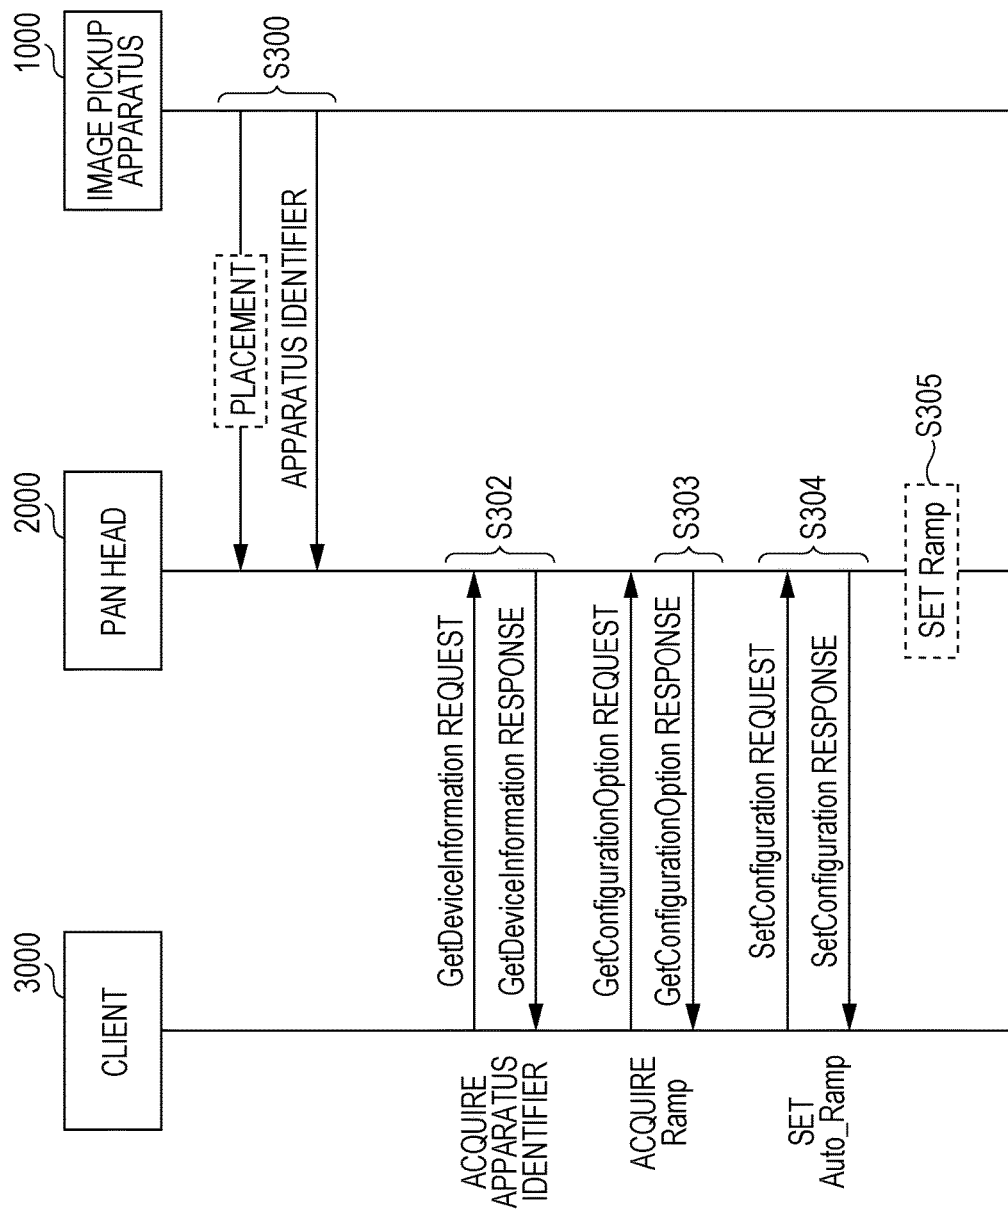 3000
CLIENT
2000
PAN HEAD
1000
IMAGE PICKUP
APPARATUS
PLACEMENT
APPARATUS IDENTIFIER
S300
ACQUIRE
APPARATUS
IDENTIFIER
GetDeviceInformation REQUEST
GetDeviceInformation RESPONSE
S302
ACQUIRE
Ramp
GetConfigurationOption REQUEST
GetConfigurationOption RESPONSE
S303
SET
Auto_Ramp
SetConfiguration REQUEST
SetConfiguration RESPONSE
S304
SET Ramp
S305